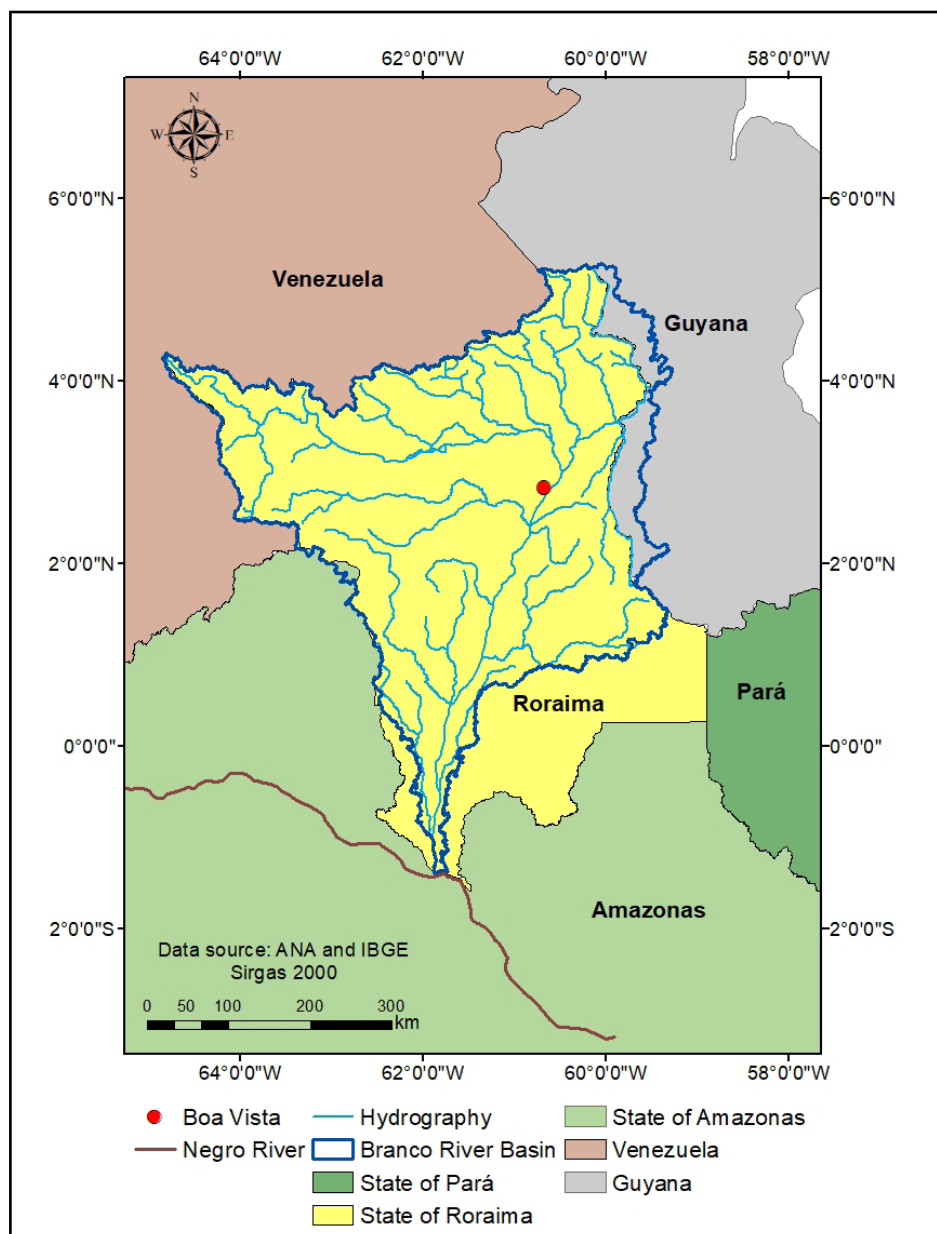 64°0'0"W 62°0'0"W 60°0'0"W 58°0'0"W
N
W E
S
6°0'0"N 6°0'0"N
Venezuela
Guyana
4°0'0"N 4°0'0"N
2°0'0"N 2°0'0"N
Pará
Roraima
0°0'0" 0°0'0"
Amazonas
2°0'0"S 2°0'0"S
Data source: ANA and IBGE
Sirgas 2000
0 50 100 200 300
km
64°0'0"W 62°0'0"W 60°0'0"W 58°0'0"W
Boa Vista Hydrography State of Amazonas
Negro River Branco River Basin Venezuela
State of Pará Guyana
State of Roraima